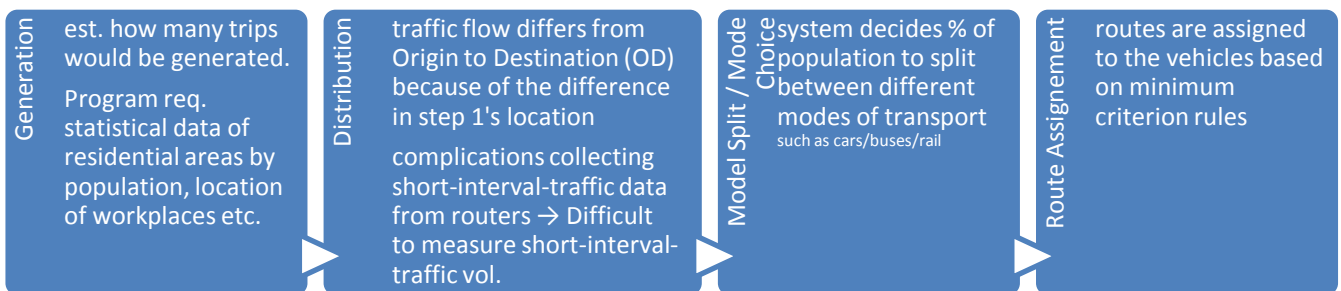 Generation
est. how many trips
would be generated.
Program req.
statistical data of
residential areas by
population, location
of workplaces etc.
Distribution
traffic flow differs from
Origin to Destination (OD)
because of the difference
in step 1's location
complications collecting
short-interval-traffic data
from routers → Difficult
to measure short-interval-
traffic vol.
Model Split / Mode
Choice
system decides % of
population to split
between different
modes of transport
such as cars/buses/rail
Route Assignement
routes are assigned
to the vehicles based
on minimum
criterion rules